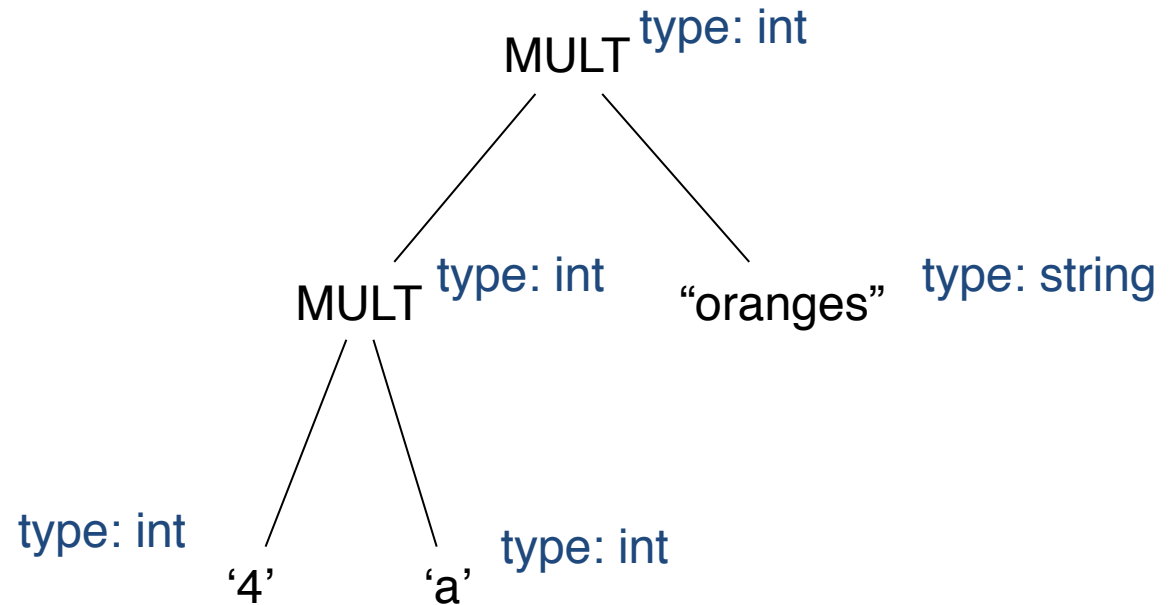 MULT type: int
MULT type: int
“oranges” type: string
type: int ‘4’
‘a’ type: int